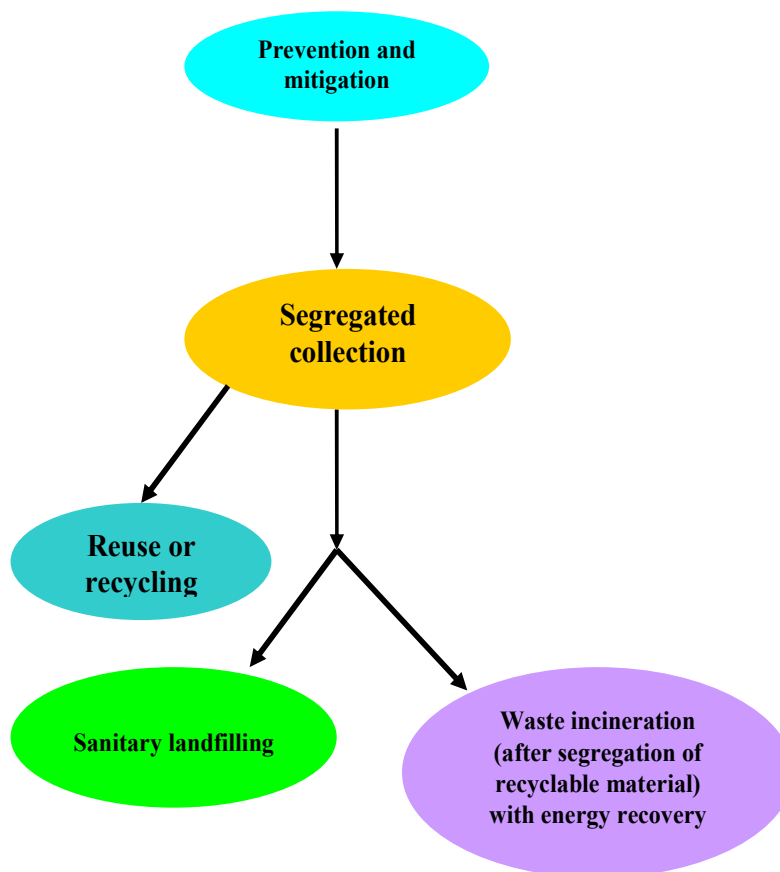 Prevention and
mitigation
Segregated
collection
Reuse or
recycling
Sanitary landfilling
Waste incineration
(after segregation of
recyclable material)
with energy recovery